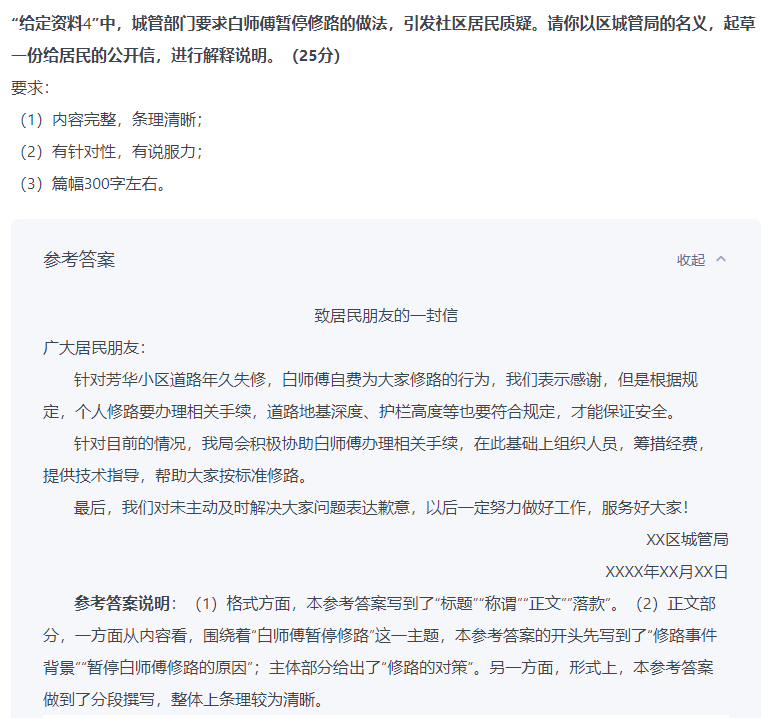 “给定资料4”中，城管部门要求白师傅暂停修路的做法，引发社区居民质疑。请你以区城管局的名义，起草
一份给居民的公开信，进行解释说明。（25分）
要求：
（1）内容完整，条理清晰；
（2）有针对性，有说服力；
（3）篇幅300字左右。
参考答案 收起
致居民朋友的一封信
广大居民朋友：
针对芳华小区道路年久失修，白师傅自费为大家修路的行为，我们表示感谢，但是根据规
定，个人修路要办理相关手续，道路地基深度、护栏高度等也要符合规定，才能保证安全。
针对目前的情况，我局会积极协助白师傅办理相关手续，在此基础上组织人员，筹措经费，
提供技术指导，帮助大家按标准修路。
最后，我们对未主动及时解决大家问题表达歉意，以后一定努力做好工作，服务好大家！
XX区城管局
XXXX年XX月XX日
参考答案说明：（1）格式方面，本参考答案写到了“标题”“称谓”“正文”“落款”。（2）正文部
分，一方面从内容看，围绕着“白师傅暂停修路”这一主题，本参考答案的开头先写到了“修路事件
背景”“暂停白师傅修路的原因”；主体部分给出了“修路的对策”。另一方面，形式上，本参考答案
做到了分段撰写，整体上条理较为清晰。